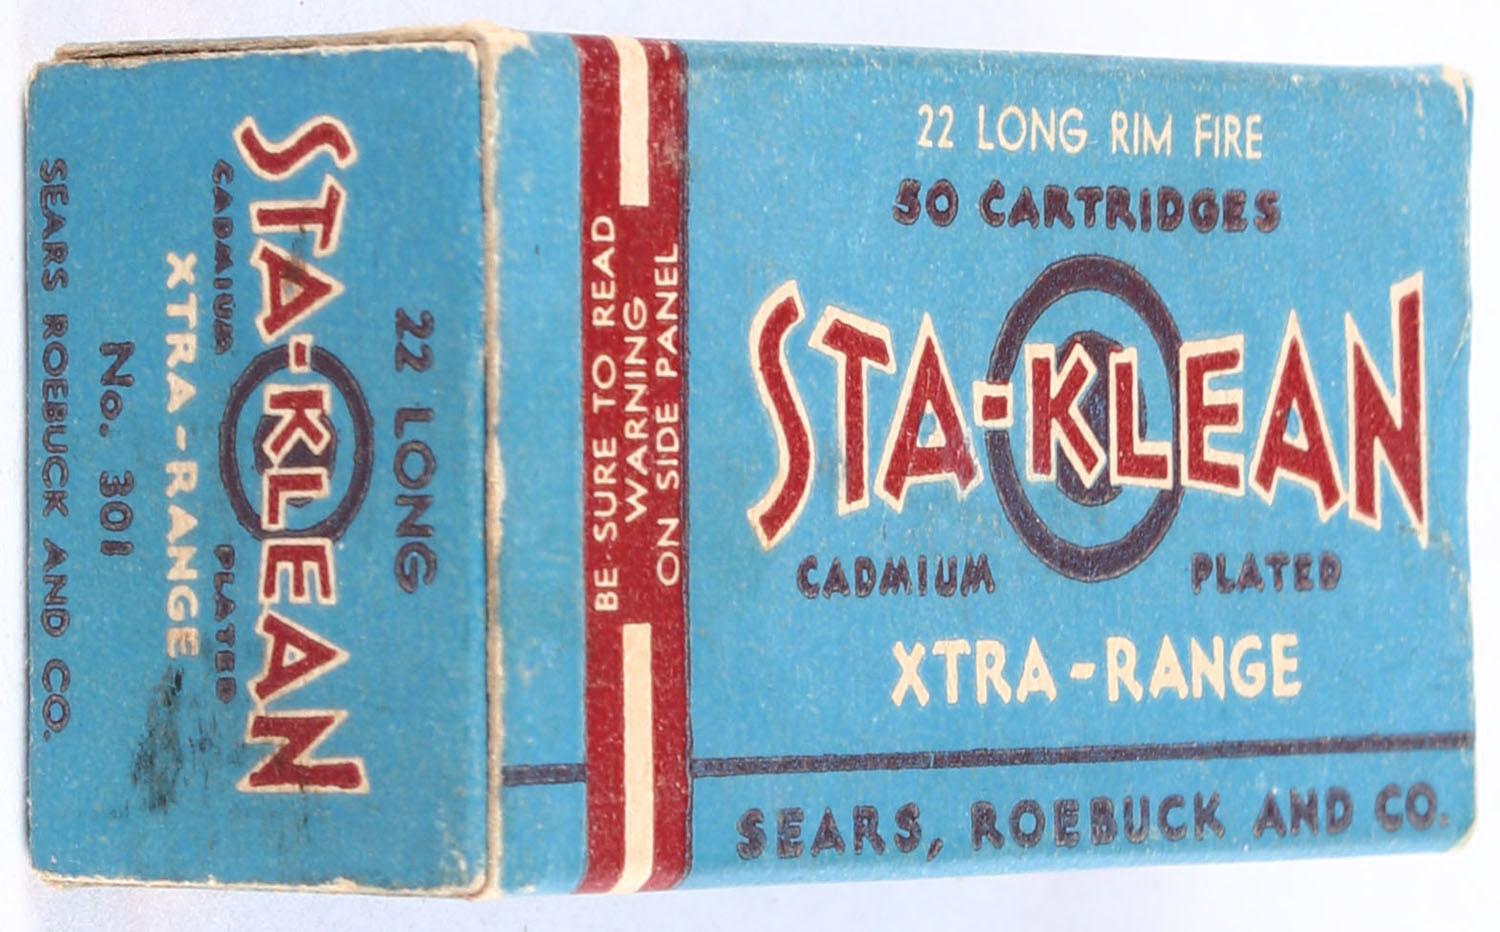 22 LONG RIM FIRE
50 CARTRIDGES
STA-KLEAN
CADMIUM PLATED
XTRA-RANGE
SEARS, ROEBUCK AND CO.
BE SURE TO READ
WARNING
ON SIDE PANEL
22 LONG
STA-KLEAN
CADMIUM PLATED
XTRA-RANGE
No. 301
SEARS ROEBUCK AND CO.